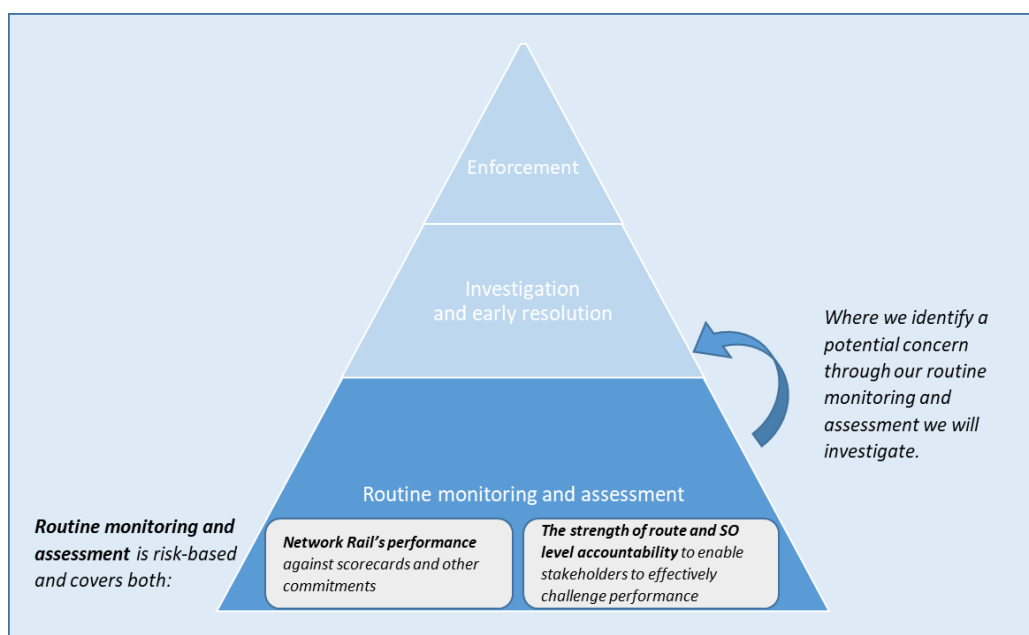 Enforcement
Investigation
and early resolution
Where we identify a
potential concern
through our routine
monitoring and
assessment we will
investigate.
Routine monitoring and assessment
Routine monitoring and
assessment is risk-based
and covers both:
Network Rail's performance
against scorecards and other
commitments
The strength of route and SO
level accountability to enable
stakeholders to effectively
challenge performance